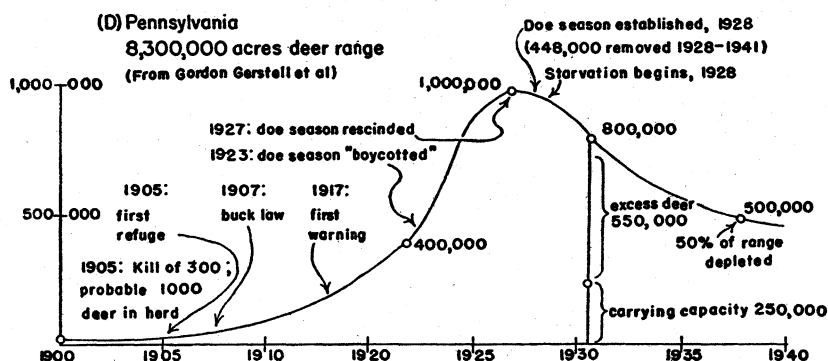 (D) Pennsylvania
8,300,000 acres deer range
(From Gordon Gerstell et al)
Doe season established, 1928
(448,000 removed 1928-1941)
Starvation begins, 1928
1,000,000
1,000,000
1927: doe season rescinded
1923: doe season "boycotted"
800,000
1905:
first
refuge
1907:
buck law
1917:
first
warning
500,000
400,000
excess deer
550,000
500,000
50% of range
depleted
1905: Kill of 300;
probable 1000
deer in herd
carrying capacity 250,000
1900
1905
19'10
1915
1920
1925
1930
1935
1940